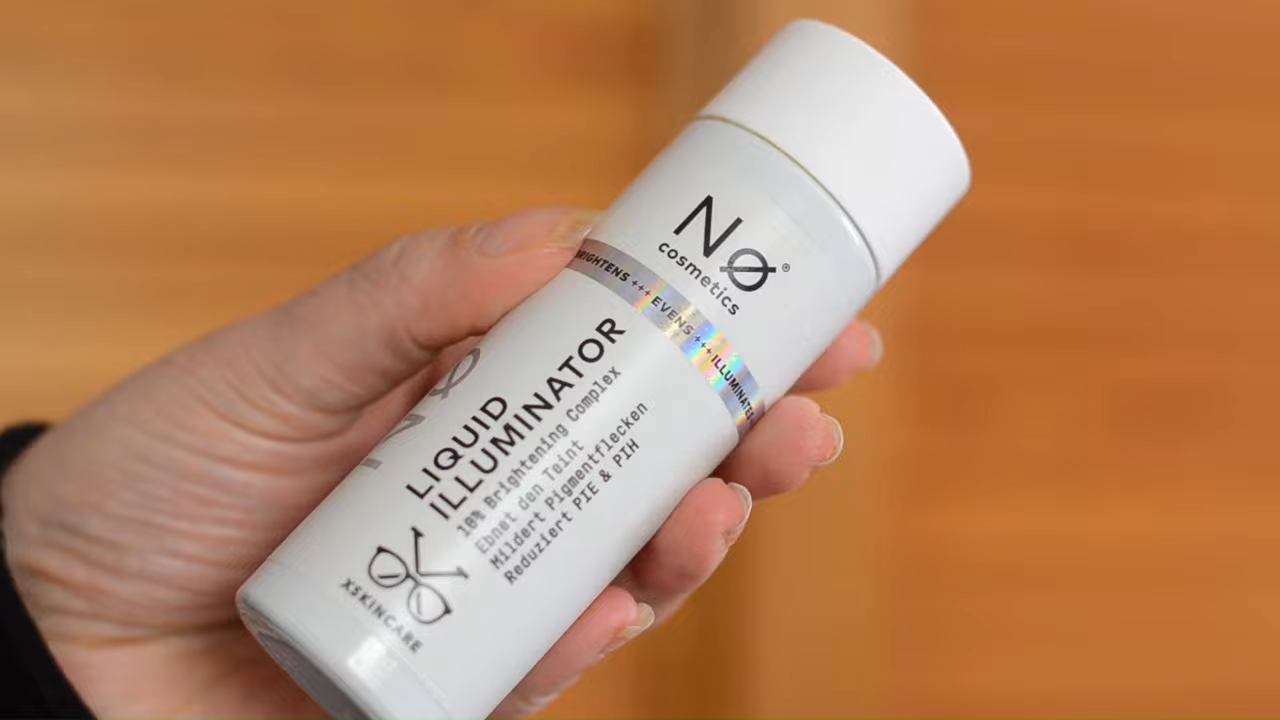 NØ®
cosmetics
BRIGHTENS +++ EVENS +++ ILLUMINATES
LIQUID
ILLUMINATOR
10% Brightening Complex
Ebnet den Teint
Mildert Pigmentflecken
Reduziert PIE & PIH
XSKINCARE